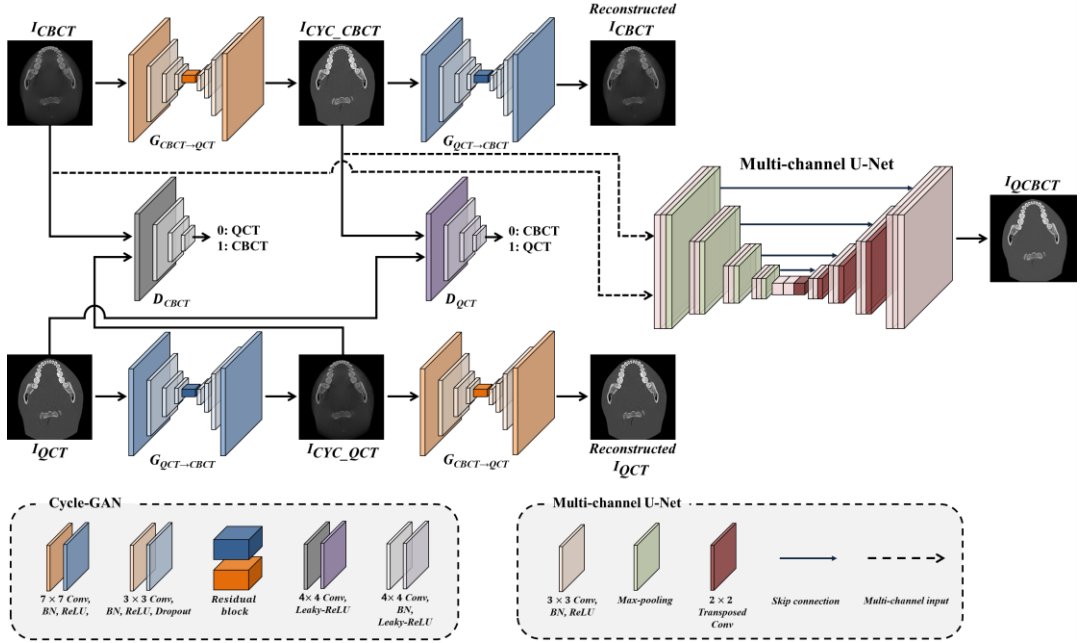 Reconstructed
I_CBCT
I_CYC_CBCT
I_CBCT
G_CBCT→QCT
G_QCT→CBCT
Multi-channel U-Net
I_QCBCT
0: QCT
1: CBCT
0: CBCT
1: QCT
D_CBCT
D_QCT
I_QCT
G_QCT→CBCT
I_CYC_QCT
G_CBCT→QCT
Reconstructed
I_QCT
Cycle-GAN
7 × 7 Conv,
BN, ReLU,
3 × 3 Conv,
BN, ReLU, Dropout
Residual
block
4×4 Conv,
Leaky-ReLU
4×4 Conv,
BN,
Leaky-ReLU
Multi-channel U-Net
3 × 3 Conv,
BN, ReLU
Max-pooling
2 × 2
Transposed
Conv
Skip connection
Multi-channel input